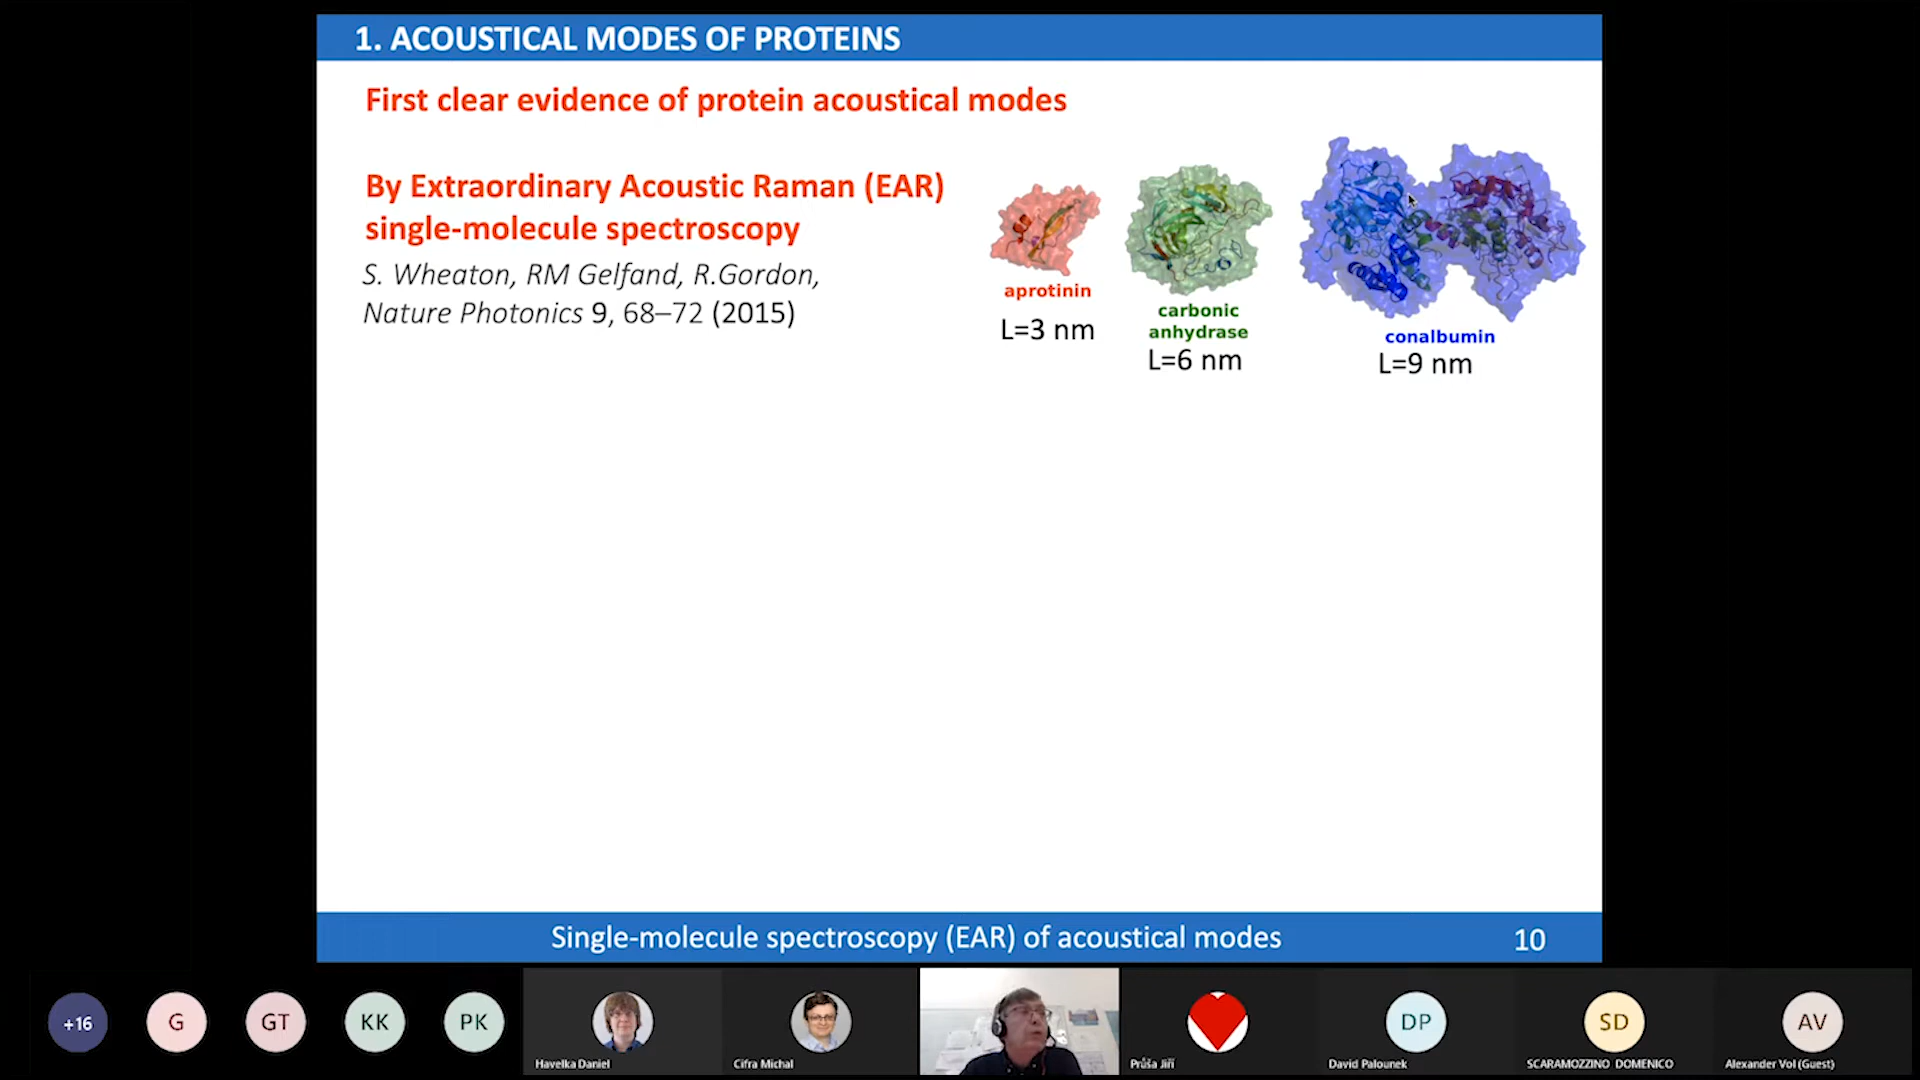 1. ACOUSTICAL MODES OF PROTEINS
First clear evidence of protein acoustical modes
By Extraordinary Acoustic Raman (EAR)
single-molecule spectroscopy
S. Wheaton, RM Gelfand, R.Gordon,
Nature Photonics 9, 68–72 (2015)
aprotinin
L=3 nm
carbonic
anhydrase
L=6 nm
conalbumin
L=9 nm
Single-molecule spectroscopy (EAR) of acoustical modes
10
+16
G
GT
KK
PK
Havelka Daniel
Cifra Michal
Průša Jiří
DP
David Palounek
SD
SCARAMOZZINO DOMENICO
AV
Alexander Vol (Guest)